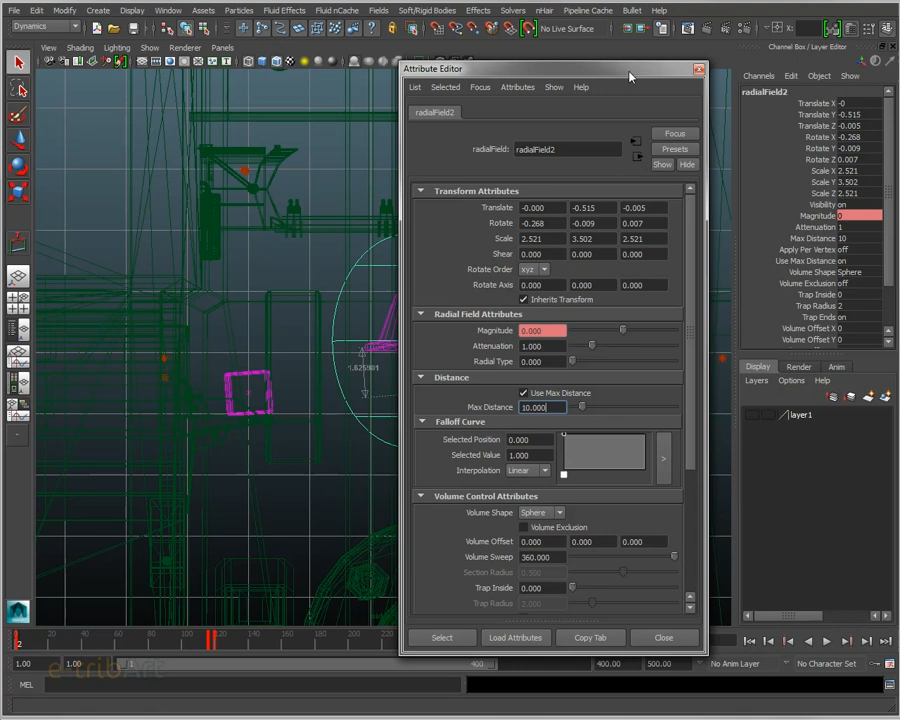 File Edit Modify Create Display Window Assets Particles Fluid Effects Fluid nCache Fields Soft/Rigid Bodies Effects Solvers nHair Pipeline Cache Bullet Help
Dynamics No Live Surface
View Shading Lighting Show Renderer Panels
Channel Box / Layer Editor
Attribute Editor
List Selected Focus Attributes Show Help
radialField2
radialField: radialField2
Focus
Presets
Show Hide
Transform Attributes
Translate -0.000 -0.515 -0.005
Rotate -0.268 -0.009 0.007
Scale 2.521 3.502 2.521
Shear 0.000 0.000 0.000
Rotate Order xyz
Rotate Axis 0.000 0.000 0.000
Inherits Transform
Radial Field Attributes
Magnitude 0.000
Attenuation 1.000
Radial Type 0.000
Distance
Use Max Distance
Max Distance 10.000
Falloff Curve
Selected Position 0.000
Selected Value 1.000
Interpolation Linear
>
Volume Control Attributes
Volume Shape Sphere
Volume Exclusion
Volume Offset 0.000 0.000 0.000
Volume Sweep 360.000
Section Radius 0.500
Trap Inside 0.000
Trap Radius 2.000
Select Load Attributes Copy Tab Close
Channels Edit Object Show
radialField2
Translate X -0
Translate Y -0.515
Translate Z -0.005
Rotate X -0.268
Rotate Y -0.009
Rotate Z 0.007
Scale X 2.521
Scale Y 3.502
Scale Z 2.521
Visibility on
Magnitude 0
Attenuation 1
Max Distance 10
Apply Per Vertex off
Use Max Distance on
Volume Shape Sphere
Volume Exclusion off
Trap Inside 0
Trap Radius 2
Trap Ends on
Volume Offset X 0
Volume Offset Y 0
Display Render Anim
Layers Options Help
layer1
20 40 60 80 100 120 140 160 180 200 220
2
1.00 1.00 1 400 400.00 500.00 No Anim Layer No Character Set
MEL